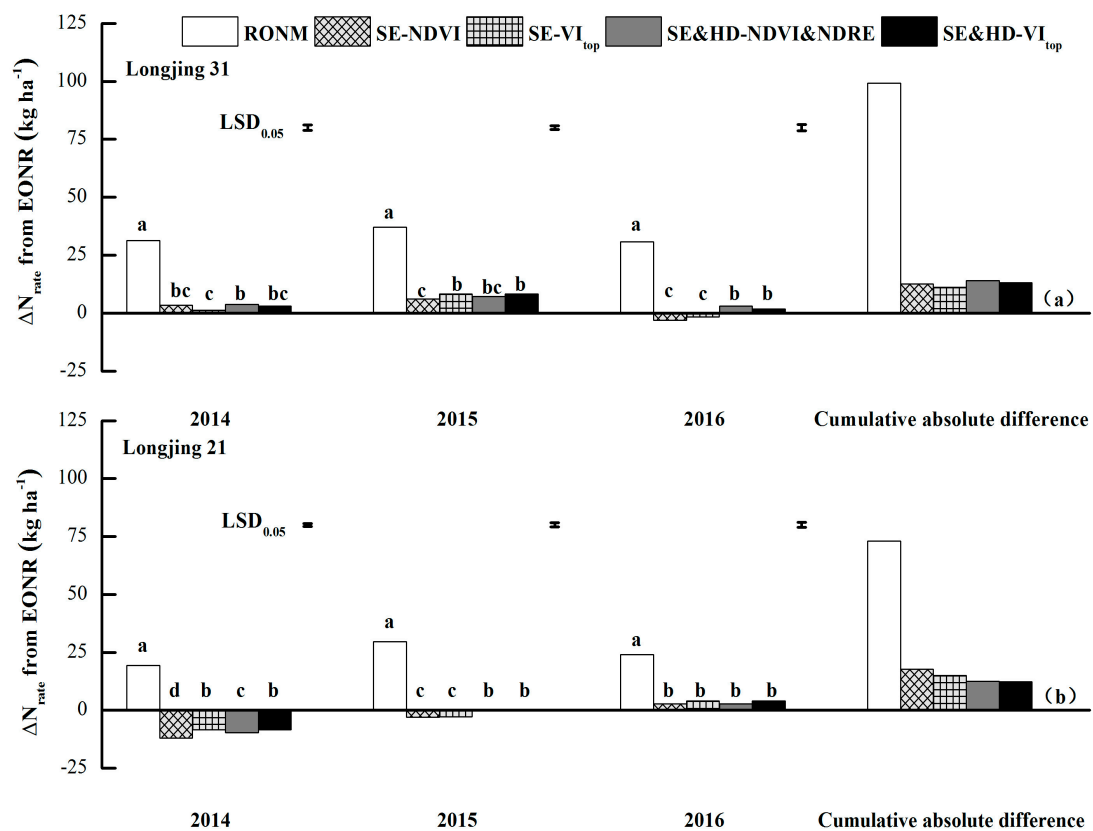 125
RONM SE-NDVI SE-VItop SE&HD-NDVI&NDRE SE&HD-VItop
Longjing 31
100
LSD0.05
75
50
25
0
-25
ΔNrate from EONR (kg ha-1)
a bc c b bc
a c b bc b
a c c b b
(a)
2014 2015 2016 Cumulative absolute difference
125
Longjing 21
100
LSD0.05
75
50
25
0
-25
ΔNrate from EONR (kg ha-1)
a d b c b
a c c b b
a b b b b
(b)
2014 2015 2016 Cumulative absolute difference